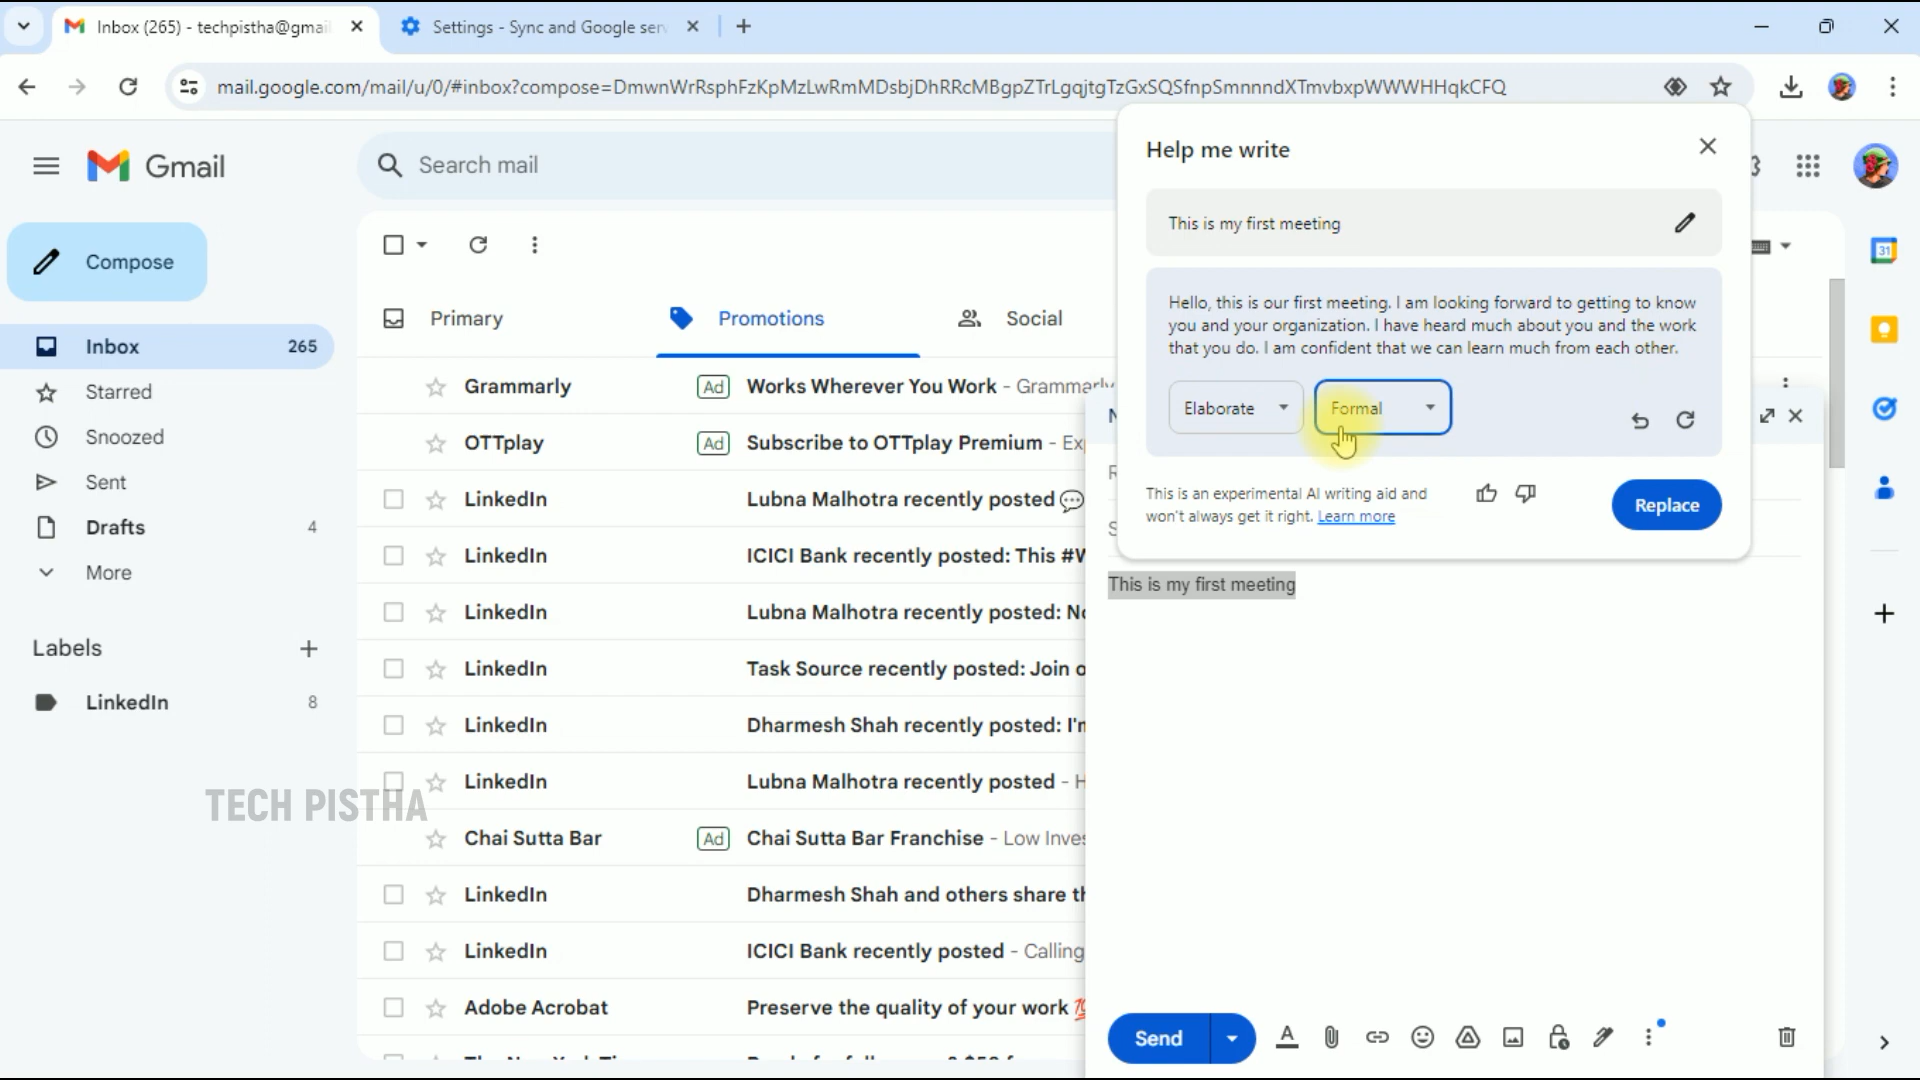 Inbox (265) - techpistha@gmai
Settings - Sync and Google ser
mail.google.com/mail/u/0/#inbox?compose=DmwnWrRsphFzKpMzLwRmMDsbjDhRRcMBgpZTrLgqjtgTzGxSQSfnpSmnnndXTmvbxpWWWHHqkCFQ
Gmail
Search mail
Compose
Inbox 265
Starred
Snoozed
Sent
Drafts 4
More
Labels
LinkedIn 8
Primary
Promotions
Social
Grammarly Ad Works Wherever You Work - Grammarly
OTTplay Ad Subscribe to OTTplay Premium - Ex
LinkedIn Lubna Malhotra recently posted
LinkedIn ICICI Bank recently posted: This #
LinkedIn Lubna Malhotra recently posted: No
LinkedIn Task Source recently posted: Join
LinkedIn Dharmesh Shah recently posted: I'm
LinkedIn Lubna Malhotra recently posted - H
Chai Sutta Bar Ad Chai Sutta Bar Franchise - Low Inves
LinkedIn Dharmesh Shah and others share th
LinkedIn ICICI Bank recently posted - Calling
Adobe Acrobat Preserve the quality of your work 💯
TECH PISTHA
Help me write
This is my first meeting
Hello, this is our first meeting. I am looking forward to getting to know
you and your organization. I have heard much about you and the work
that you do. I am confident that we can learn much from each other.
Elaborate
Formal
This is an experimental AI writing aid and
won't always get it right. Learn more
Replace
This is my first meeting
Send
31